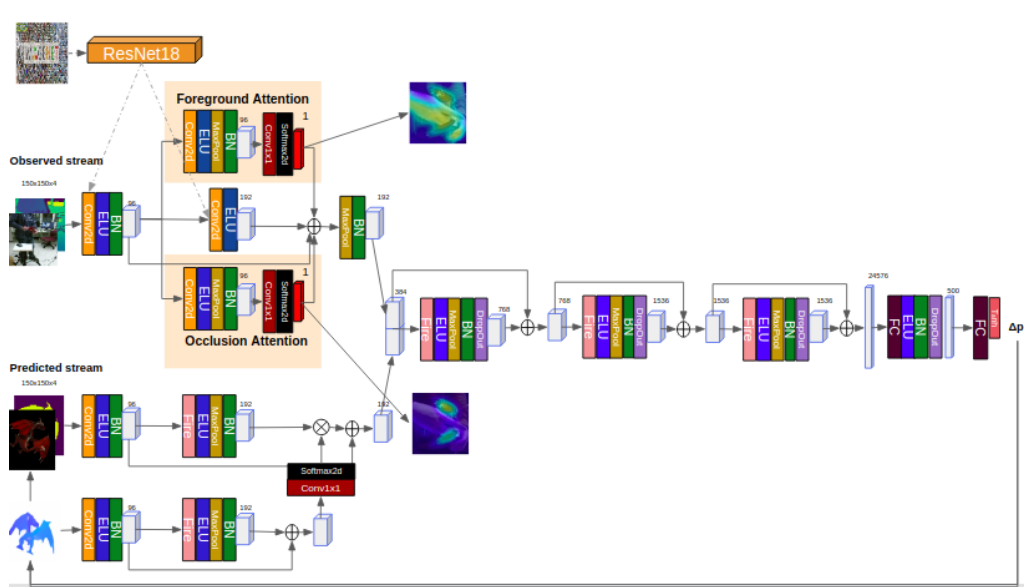 ResNet18
Foreground Attention
Conv2d
ELU
MaxPool
BN
96
Conv1x1
Softmax2d
1
Observed stream
150x150x4
Conv2d
ELU
BN
96
Conv2d
ELU
192
MaxPool
BN
192
Conv2d
ELU
MaxPool
BN
96
Conv1x1
Softmax2d
1
Occlusion Attention
384
Fire
ELU
MaxPool
BN
DropOut
768
768
Fire
ELU
MaxPool
BN
DropOut
1536
1536
Fire
ELU
MaxPool
BN
DropOut
1536
24576
FC
ELU
BN
DropOut
500
FC
Tanh
Δp
Predicted stream
150x150x4
Conv2d
ELU
BN
96
Fire
ELU
MaxPool
BN
192
192
Softmax2d
Conv1x1
Conv2d
ELU
BN
96
Fire
ELU
MaxPool
BN
192